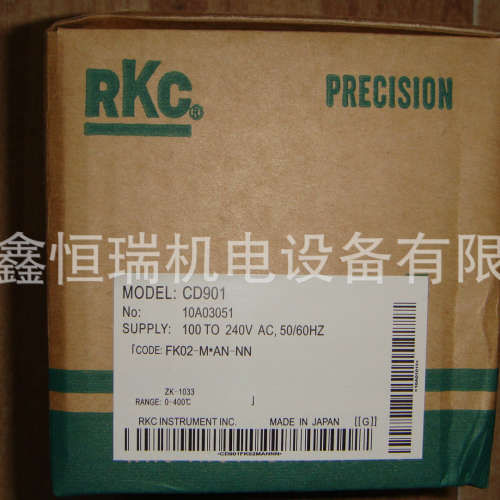 RKC®
PRECISION
鑫恒瑞机电设备有限
MODEL: CD901
No: 10A03051
SUPPLY: 100 TO 240V AC, 50/60HZ
「CODE: FK02-M*AN-NN
ZK-1033
RANGE: 0-400℃ 」
RKC INSTRUMENT INC. MADE IN JAPAN [[G]]
*CD901FK02MANNN*